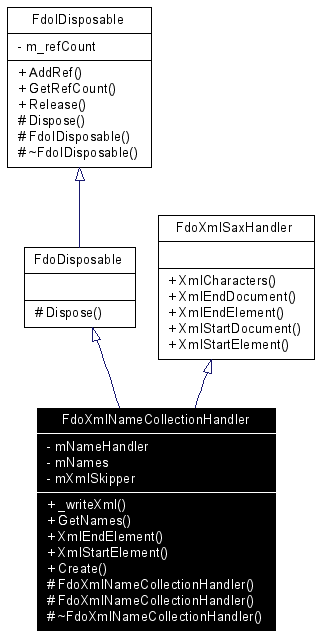 FdoIDisposable
- m_refCount
+ AddRef()
+ GetRefCount()
+ Release()
# Dispose()
# FdoIDisposable()
# ~FdoIDisposable()
FdoDisposable
# Dispose()
FdoXmlSaxHandler
+ XmlCharacters()
+ XmlEndDocument()
+ XmlEndElement()
+ XmlStartDocument()
+ XmlStartElement()
FdoXmlNameCollectionHandler
- mNameHandler
- mNames
- mXmlSkipper
+ _writeXml()
+ GetNames()
+ XmlEndElement()
+ XmlStartElement()
+ Create()
# FdoXmlNameCollectionHandler()
# FdoXmlNameCollectionHandler()
# ~FdoXmlNameCollectionHandler()